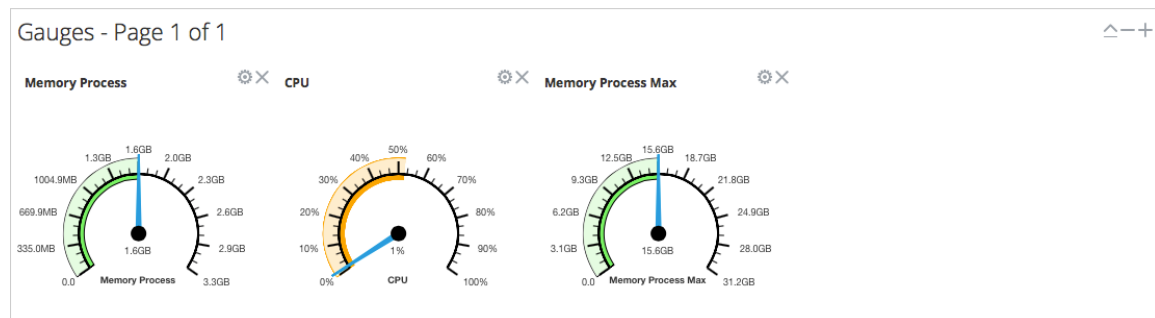 Gauges - Page 1 of 1
Memory Process
CPU
Memory Process Max
0.0
335.0MB
669.9MB
1004.9MB
1.3GB
1.6GB
2.0GB
2.3GB
2.6GB
2.9GB
3.3GB
1.6GB
Memory Process
0%
10%
20%
30%
40%
50%
60%
70%
80%
90%
100%
1%
CPU
0.0
3.1GB
6.2GB
9.3GB
12.5GB
15.6GB
18.7GB
21.8GB
24.9GB
28.0GB
31.2GB
15.6GB
Memory Process Max